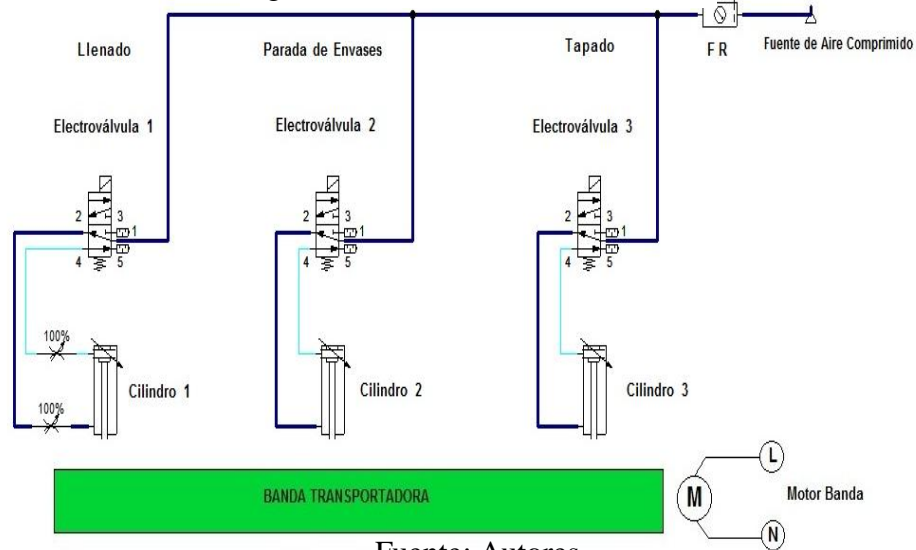 Llenado
Parada de Envases
Tapado
F R
Fuente de Aire Comprimido
Electroválvula 1
Electroválvula 2
Electroválvula 3
2 3
1
4 5
2 3
1
4 5
2 3
1
4 5
100%
100%
Cilindro 1
Cilindro 2
Cilindro 3
BANDA TRANSPORTADORA
M
L
N
Motor Banda